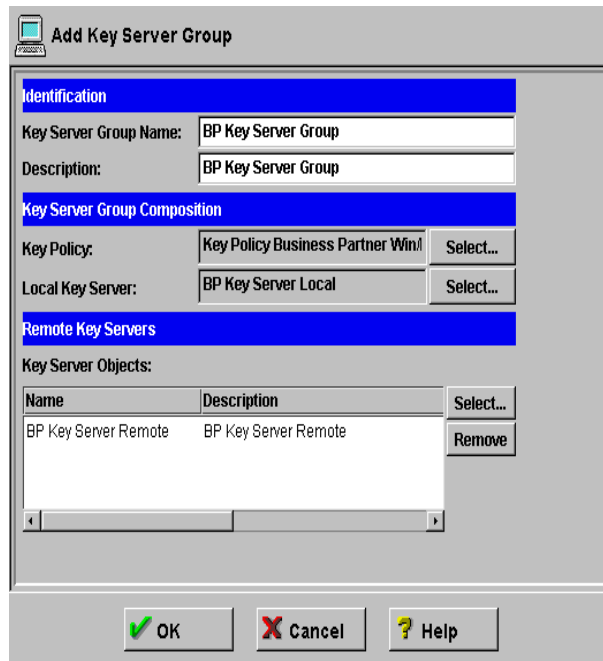 Add Key Server Group
Identification
Key Server Group Name: BP Key Server Group
Description: BP Key Server Group
Key Server Group Composition
Key Policy: Key Policy Business Partner Win/ Select...
Local Key Server: BP Key Server Local Select...
Remote Key Servers
Key Server Objects:
Name Description Select...
BP Key Server Remote BP Key Server Remote Remove
OK Cancel Help